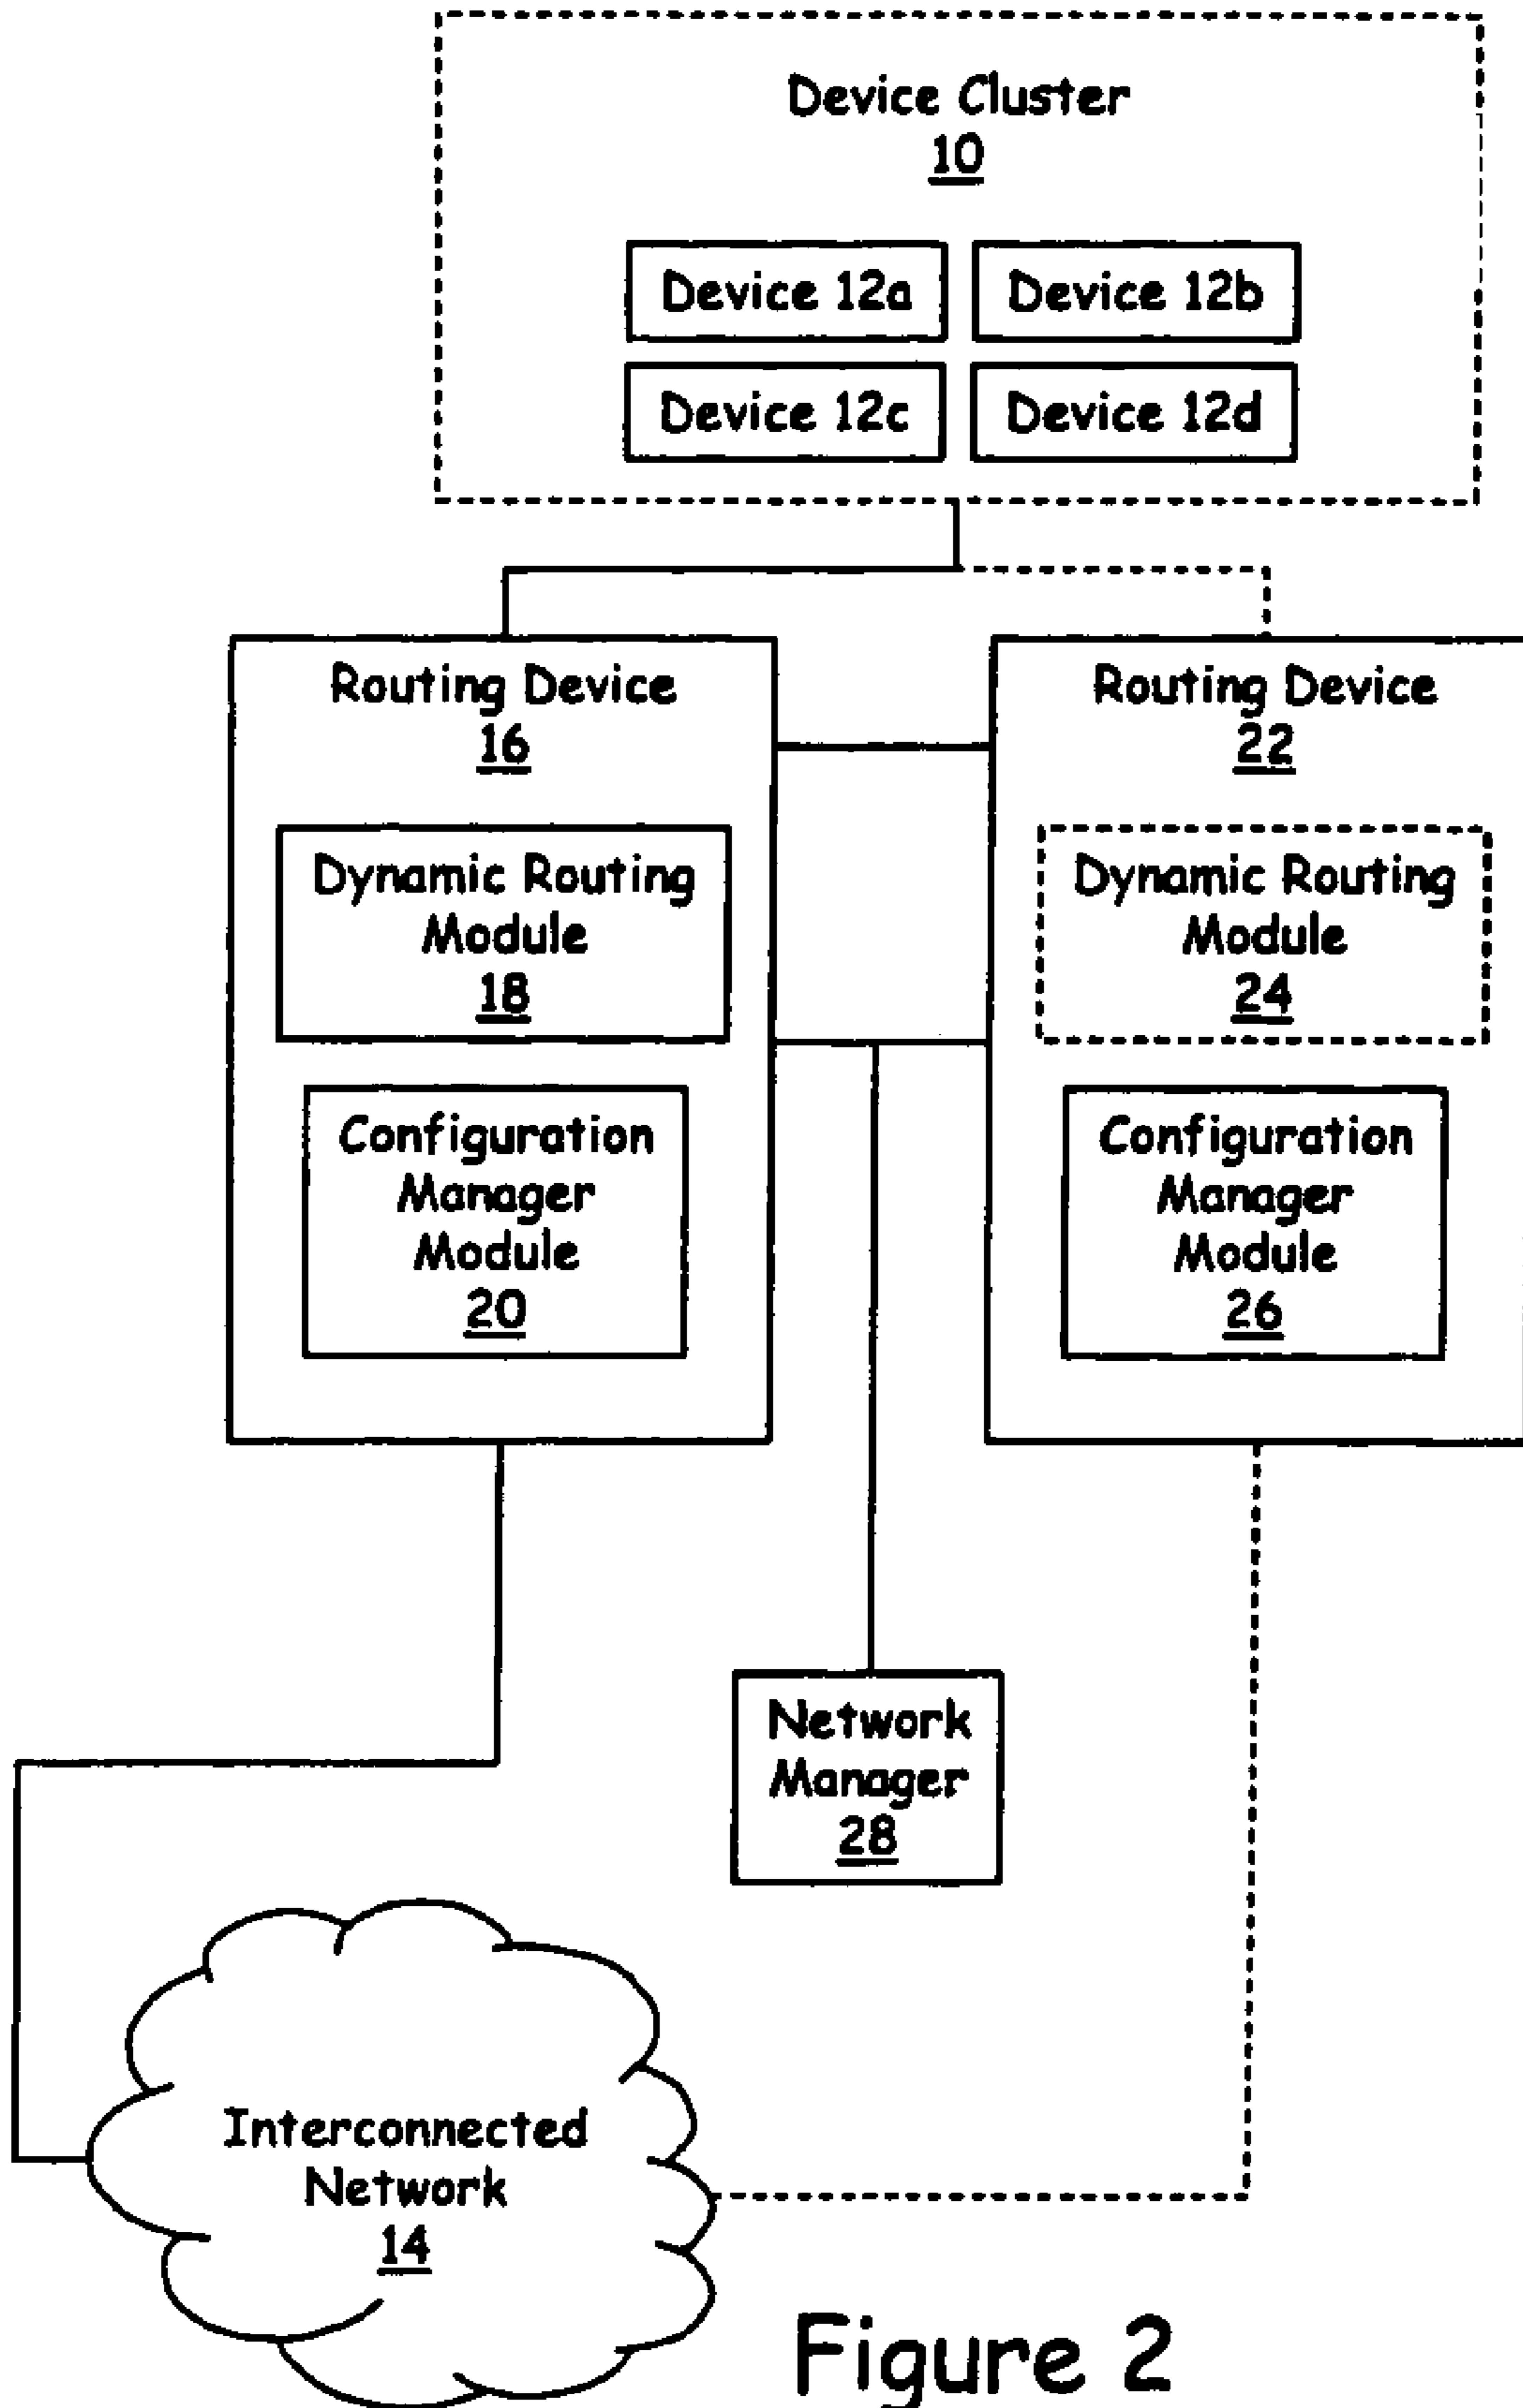 Device Cluster
10
Device 12a
Device 12b
Device 12c
Device 12d
Routing Device
16
Dynamic Routing
Module
18
Configuration
Manager
Module
20
Routing Device
22
Dynamic Routing
Module
24
Configuration
Manager
Module
26
Network
Manager
28
Interconnected
Network
14
Figure 2